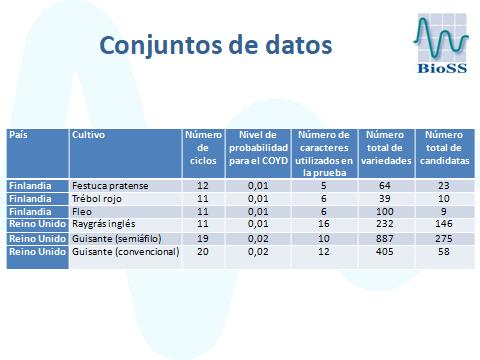 Conjuntos de datos
BioSS
País Cultivo Número de ciclos Nivel de probabilidad para el COYD Número de caracteres utilizados en la prueba Número total de variedades Número total de candidatas
Finlandia Festuca pratense 12 0,01 5 64 23
Finlandia Trébol rojo 11 0,01 6 39 10
Finlandia Fleo 11 0,01 6 100 9
Reino Unido Raygrás inglés 11 0,01 16 232 146
Reino Unido Guisante (semiáfilo) 19 0,02 10 887 275
Reino Unido Guisante (convencional) 20 0,02 12 405 58